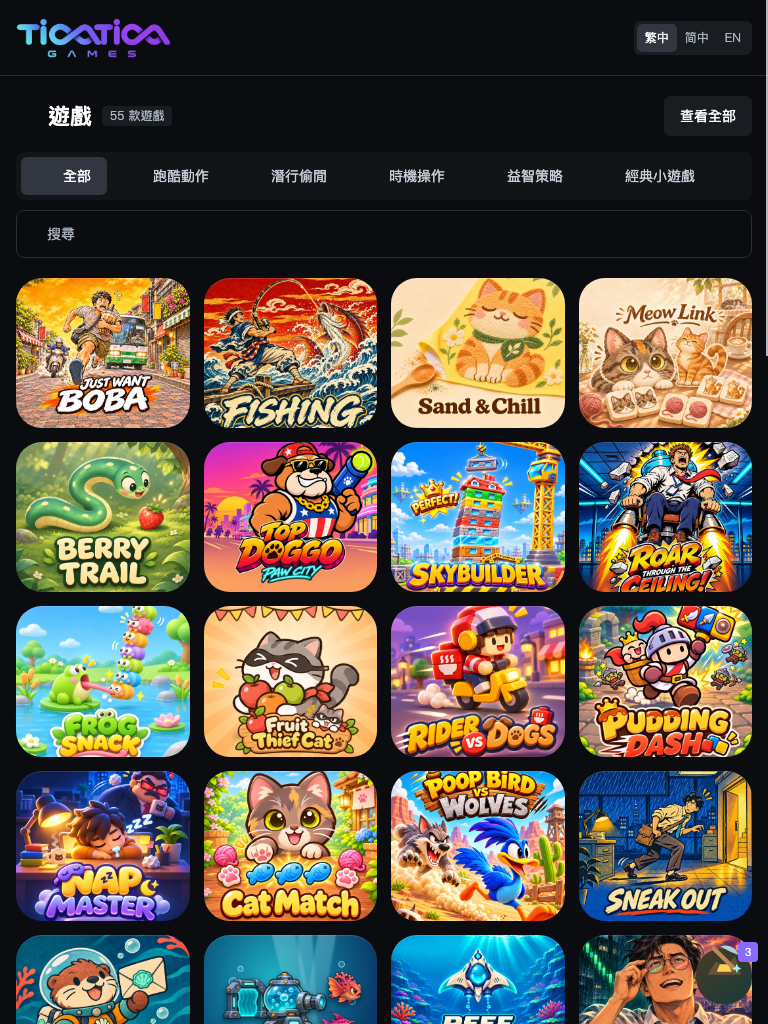 TICATICA
GAMES
繁中 简中 EN
遊戲 55 款遊戲 查看全部
全部 跑酷動作 潛行偷閒 時機操作 益智策略 經典小遊戲
搜尋
JUST WANT
BOBA
FISHING
Sand & Chill
Meow Link
BERRY
TRAIL
TOP
DOGGO
PAW CITY
PERFECT!
SKYBUILDER
ROAR
THROUGH THE
CEILING!
FROG
SNACK
Fruit
Thief Cat
RIDER VS DOGS
PUDDING
DASH
ZZZ
NAP
MASTER
Cat Match
POOP BIRD
VS
WOLVES
SNEAK OUT
REEF
3